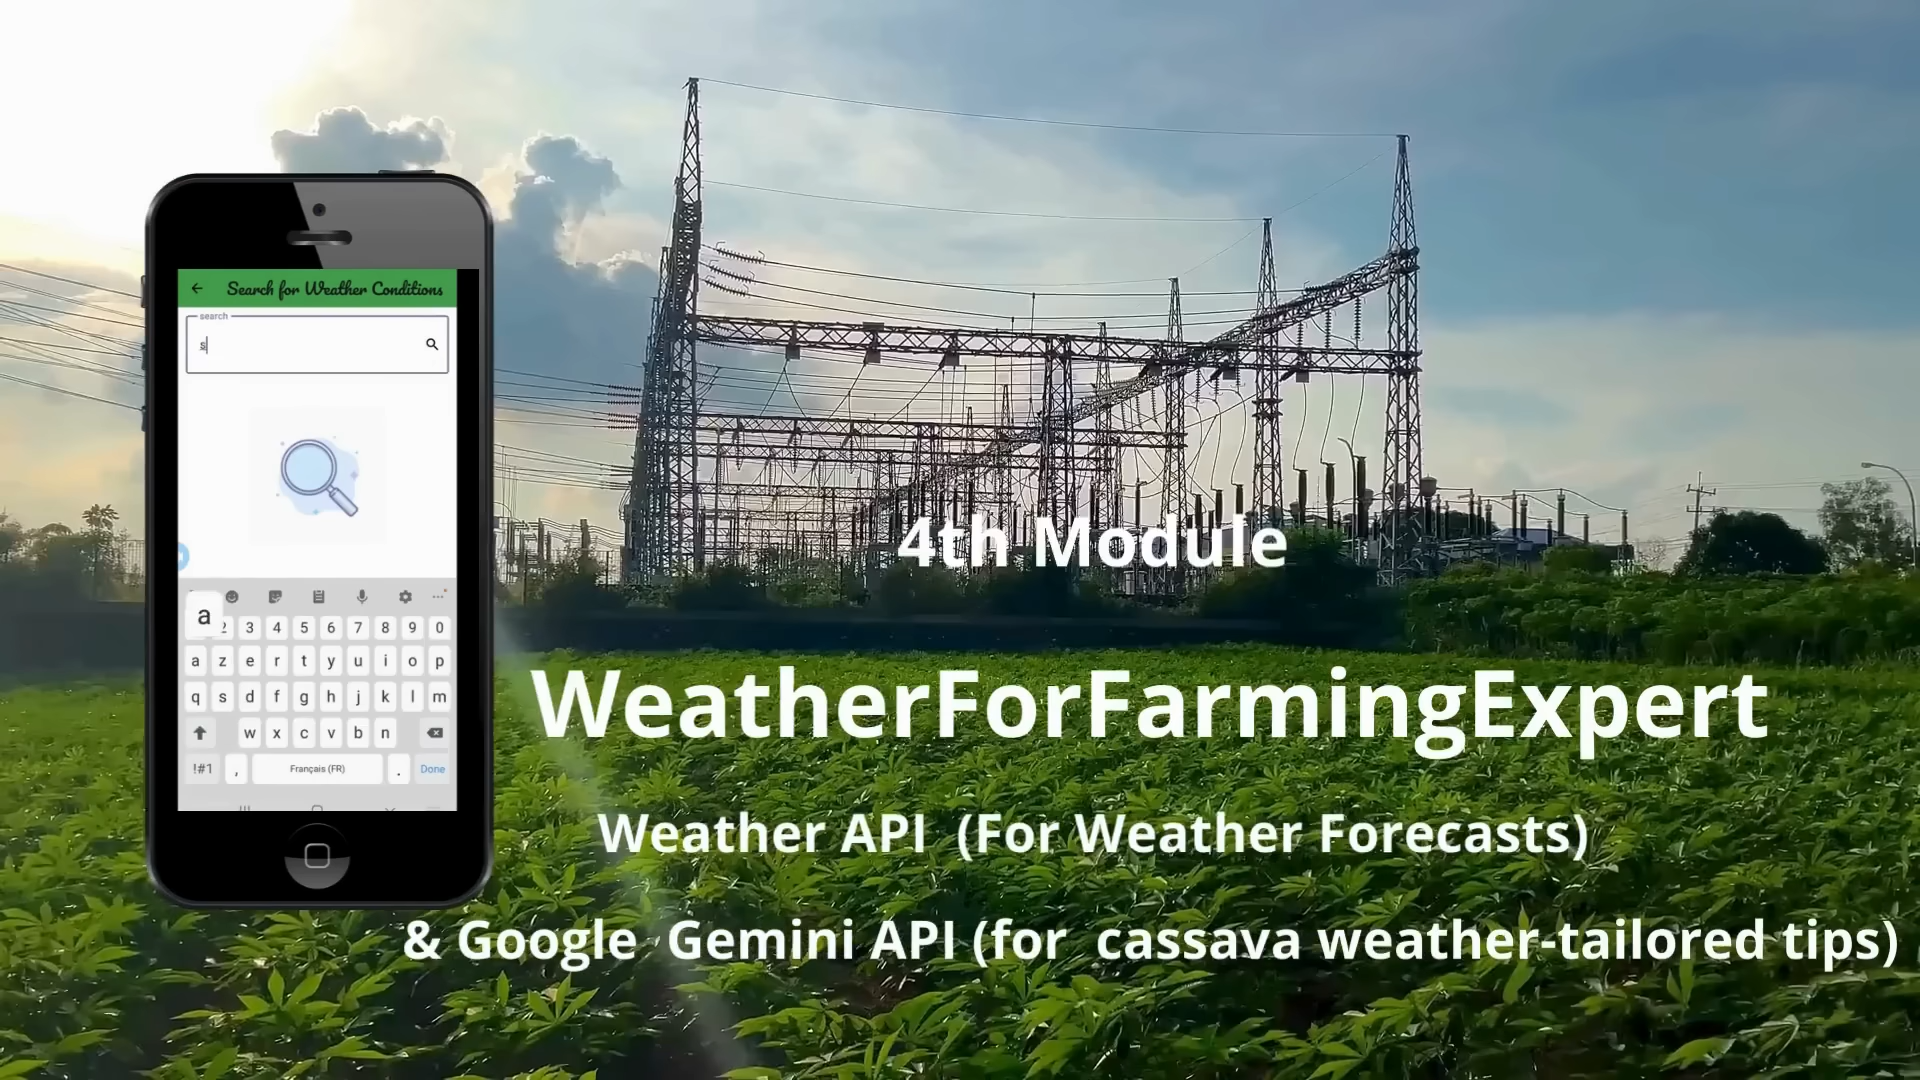 Search for Weather Conditions
search
s
a
2 3 4 5 6 7 8 9 0
a z e r t y u i o p
q s d f g h j k l m
w x c v b n
!#1 , Français (FR) . Done
4th Module
WeatherForFarmingExpert
Weather API (For Weather Forecasts)
& Google Gemini API (for cassava weather-tailored tips)